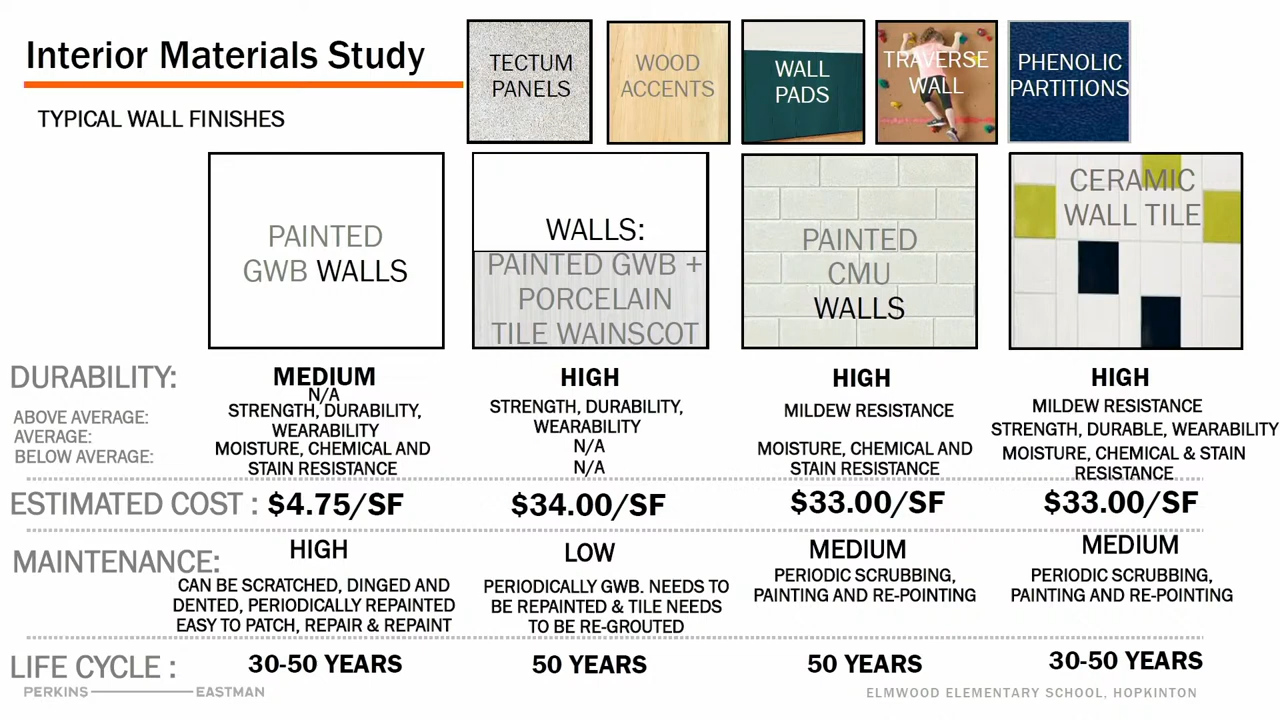 Interior Materials Study
TYPICAL WALL FINISHES
TECTUM
PANELS
WOOD
ACCENTS
WALL
PADS
TRAVERSE
WALL
PHENOLIC
PARTITIONS
PAINTED
GWB WALLS
WALLS:
PAINTED GWB +
PORCELAIN
TILE WAINSCOT
PAINTED
CMU
WALLS
CERAMIC
WALL TILE
DURABILITY:
ABOVE AVERAGE:
AVERAGE:
BELOW AVERAGE:
MEDIUM
N/A
STRENGTH, DURABILITY,
WEARABILITY
MOISTURE, CHEMICAL AND
STAIN RESISTANCE
HIGH
STRENGTH, DURABILITY,
WEARABILITY
N/A
N/A
HIGH
MILDEW RESISTANCE
MOISTURE, CHEMICAL AND
STAIN RESISTANCE
HIGH
MILDEW RESISTANCE
STRENGTH, DURABLE, WEARABILITY
MOISTURE, CHEMICAL & STAIN
RESISTANCE
ESTIMATED COST : $4.75/SF $34.00/SF $33.00/SF $33.00/SF
MAINTENANCE:
HIGH
CAN BE SCRATCHED, DINGED AND
DENTED, PERIODICALLY REPAINTED
EASY TO PATCH, REPAIR & REPAINT
LOW
PERIODICALLY GWB. NEEDS TO
BE REPAINTED & TILE NEEDS
TO BE RE-GROUTED
MEDIUM
PERIODIC SCRUBBING,
PAINTING AND RE-POINTING
MEDIUM
PERIODIC SCRUBBING,
PAINTING AND RE-POINTING
LIFE CYCLE : 30-50 YEARS 50 YEARS 50 YEARS 30-50 YEARS
PERKINS EASTMAN
ELMWOOD ELEMENTARY SCHOOL, HOPKINTON